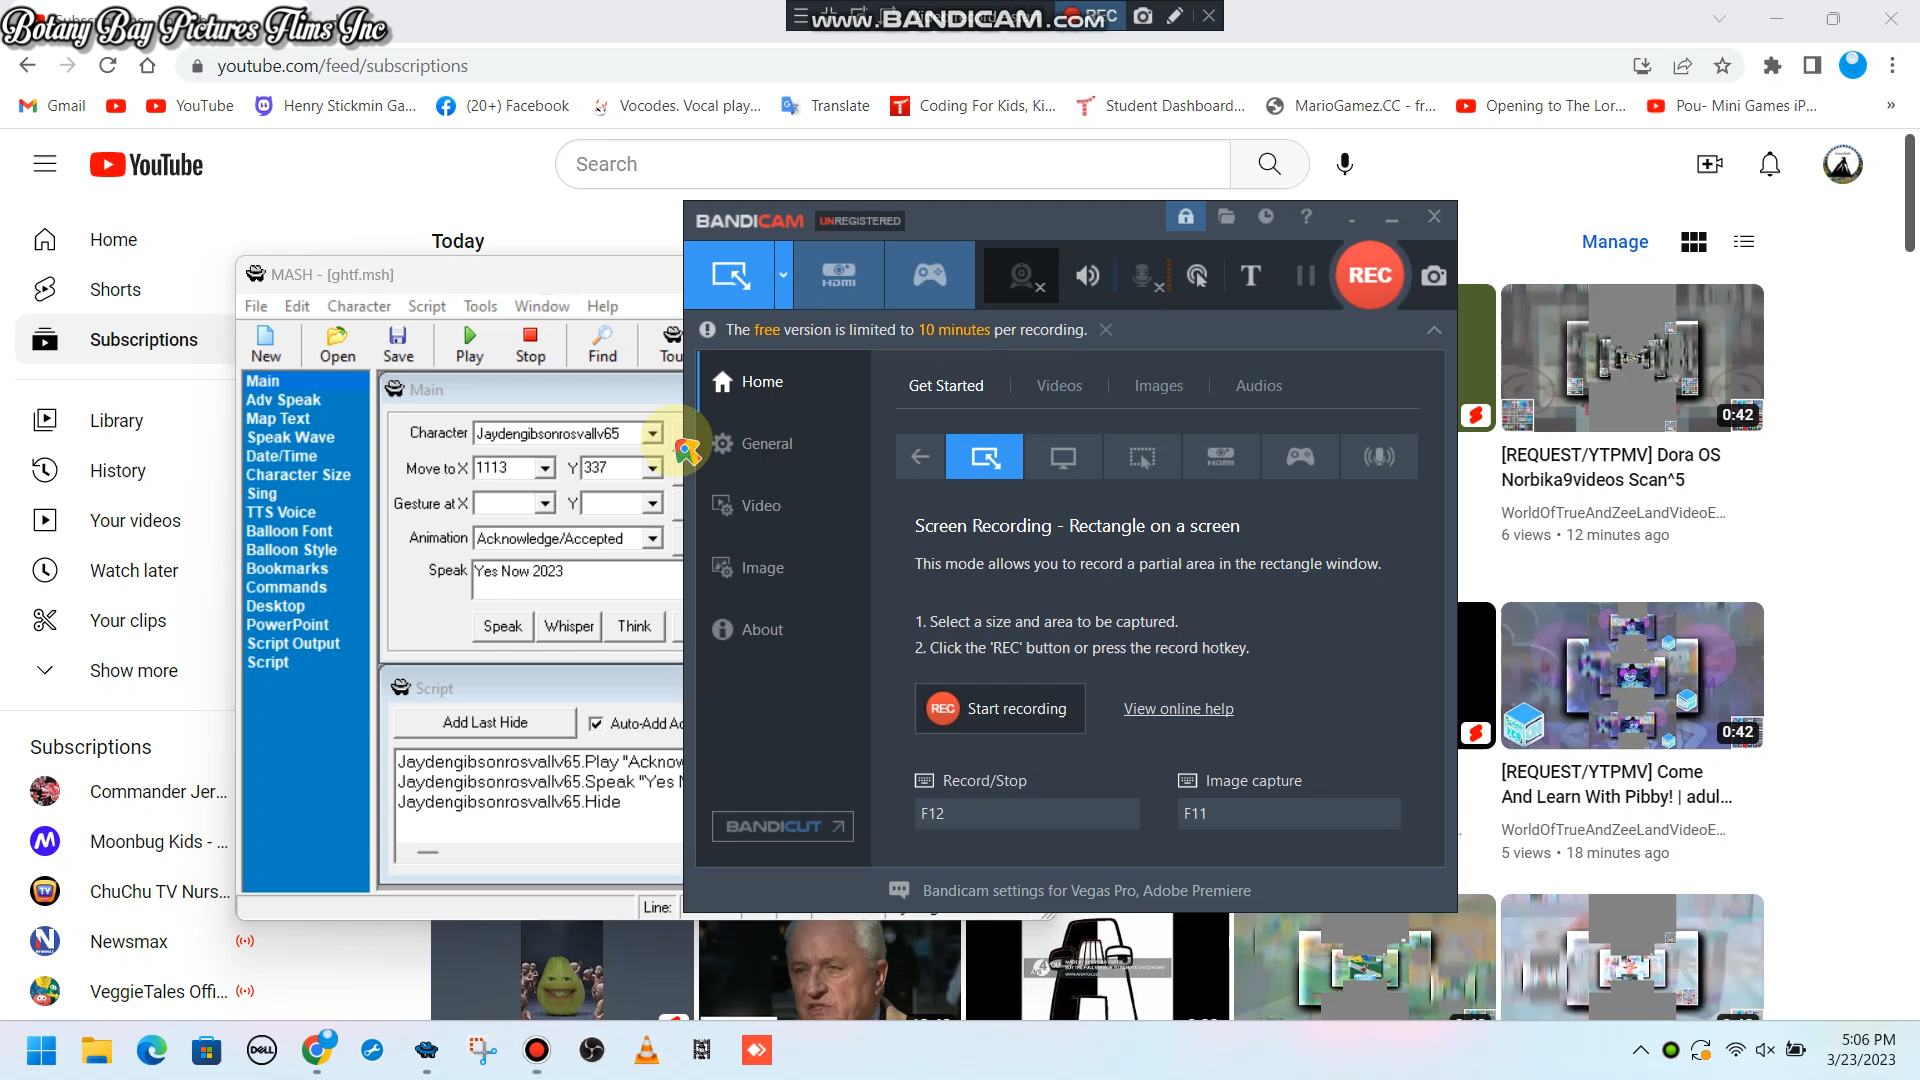 Botany Bay Pictures Flims Inc
www.BANDICAM.com
REC
youtube.com/feed/subscriptions
Gmail
YouTube
Henry Stickmin Ga...
(20+) Facebook
Vocodes. Vocal play...
Translate
Coding For Kids, Ki...
Student Dashboard...
MarioGamez.CC - fr...
Opening to The Lor...
Pou- Mini Games iP...
»
YouTube
Search
Home
Shorts
Subscriptions
Library
History
Your videos
Watch later
Your clips
Show more
Subscriptions
Commander Jer...
Moonbug Kids - ...
ChuChu TV Nurs...
Newsmax
VeggieTales Offi...
Today
Manage
MASH - [ghtf.msh]
File Edit Character Script Tools Window Help
New Open Save Play Stop Find Tou
Main
Adv Speak
Map Text
Speak Wave
Date/Time
Character Size
Sing
TTS Voice
Balloon Font
Balloon Style
Bookmarks
Commands
Desktop
PowerPoint
Script Output
Script
Main
Character Jaydengibsonrosvallv65
Move to X 1113 Y 337
Gesture at X Y
Animation Acknowledge/Accepted
Speak Yes Now 2023
Speak Whisper Think
Script
Add Last Hide Auto-Add Ac
Jaydengibsonrosvallv65.Play "Acknow
Jaydengibsonrosvallv65.Speak "Yes N
Jaydengibsonrosvallv65.Hide
Line:
BANDICAM UNREGISTERED
HDMI T REC
The free version is limited to 10 minutes per recording.
Home
General
Video
Image
About
BANDICUT
Get Started Videos Images Audios
HDMI
Screen Recording - Rectangle on a screen
This mode allows you to record a partial area in the rectangle window.
1. Select a size and area to be captured.
2. Click the 'REC' button or press the record hotkey.
REC Start recording
View online help
Record/Stop
F12
Image capture
F11
Bandicam settings for Vegas Pro, Adobe Premiere
0:42
[REQUEST/YTPMV] Dora OS
Norbika9videos Scan^5
WorldOfTrueAndZeeLandVideoE...
6 views • 12 minutes ago
0:42
[REQUEST/YTPMV] Come
And Learn With Pibby! | adul...
WorldOfTrueAndZeeLandVideoE...
5 views • 18 minutes ago
DELL
5:06 PM
3/23/2023